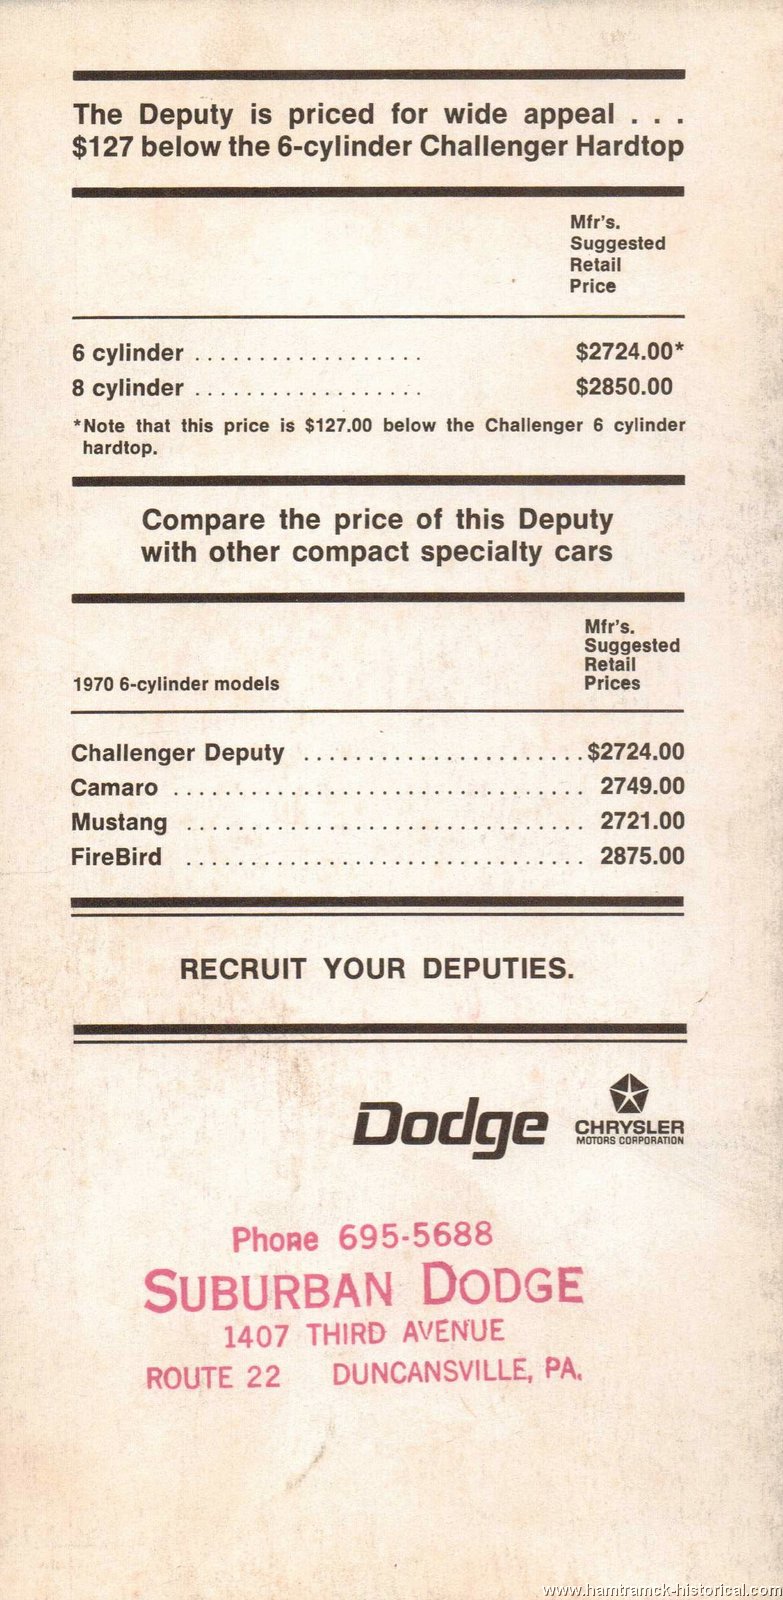 The Deputy is priced for wide appeal . . .
$127 below the 6-cylinder Challenger Hardtop
Mfr's.
Suggested
Retail
Price
6 cylinder .................. $2724.00*
8 cylinder .................. $2850.00
*Note that this price is $127.00 below the Challenger 6 cylinder
hardtop.
Compare the price of this Deputy
with other compact specialty cars
Mfr's.
Suggested
Retail
Prices
1970 6-cylinder models
Challenger Deputy ...................... $2724.00
Camaro ................................ 2749.00
Mustang ............................... 2721.00
FireBird ............................... 2875.00
RECRUIT YOUR DEPUTIES.
Dodge
CHRYSLER
MOTORS CORPORATION
Phone 695-5688
SUBURBAN DODGE
1407 THIRD AVENUE
ROUTE 22 DUNCANSVILLE, PA.
www.hamtramck-historical.com